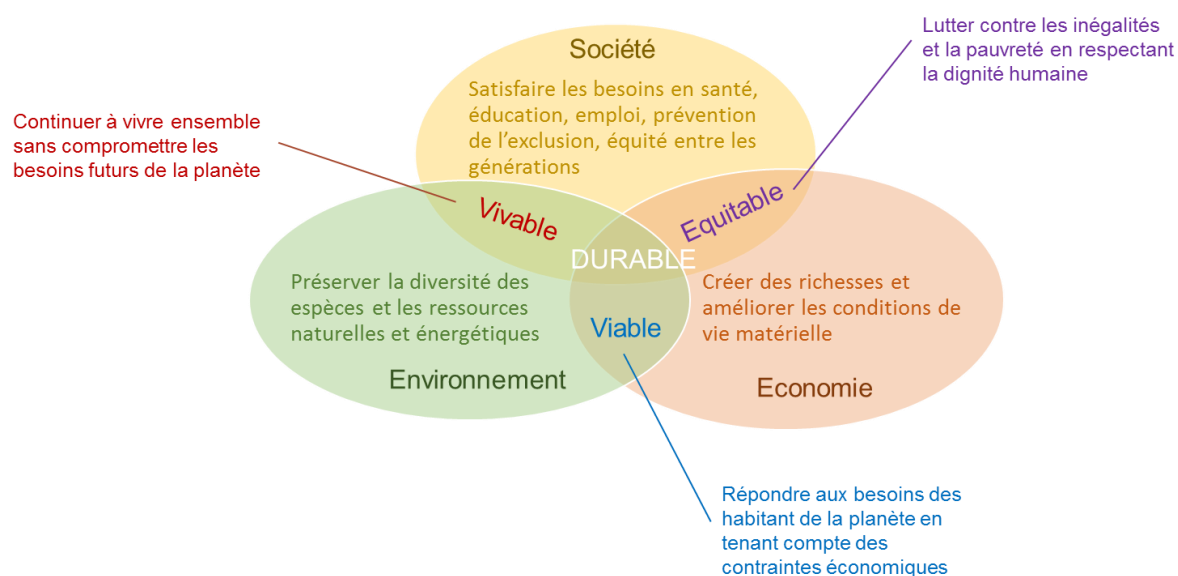 Société
Satisfaire les besoins en santé,
éducation, emploi, prévention
de l’exclusion, équité entre les
générations
Lutter contre les inégalités
et la pauvreté en respectant
la dignité humaine
Continuer à vivre ensemble
sans compromettre les
besoins futurs de la planète
Vivable
Equitable
DURABLE
Préserver la diversité des
espèces et les ressources
naturelles et énergétiques
Environnement
Viable
Créer des richesses et
améliorer les conditions de
vie matérielle
Economie
Répondre aux besoins des
habitant de la planète en
tenant compte des
contraintes économiques